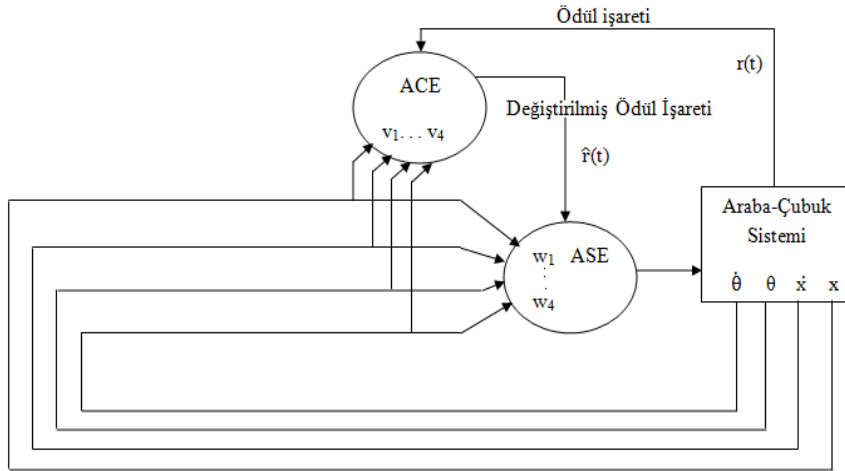 Ödül işareti
r(t)
ACE
v₁. . . v₄
Değiştirilmiş Ödül İşareti
r̂(t)
Araba-Çubuk
Sistemi
θ̇ θ ẋ x
w₁ ASE
.
.
w₄